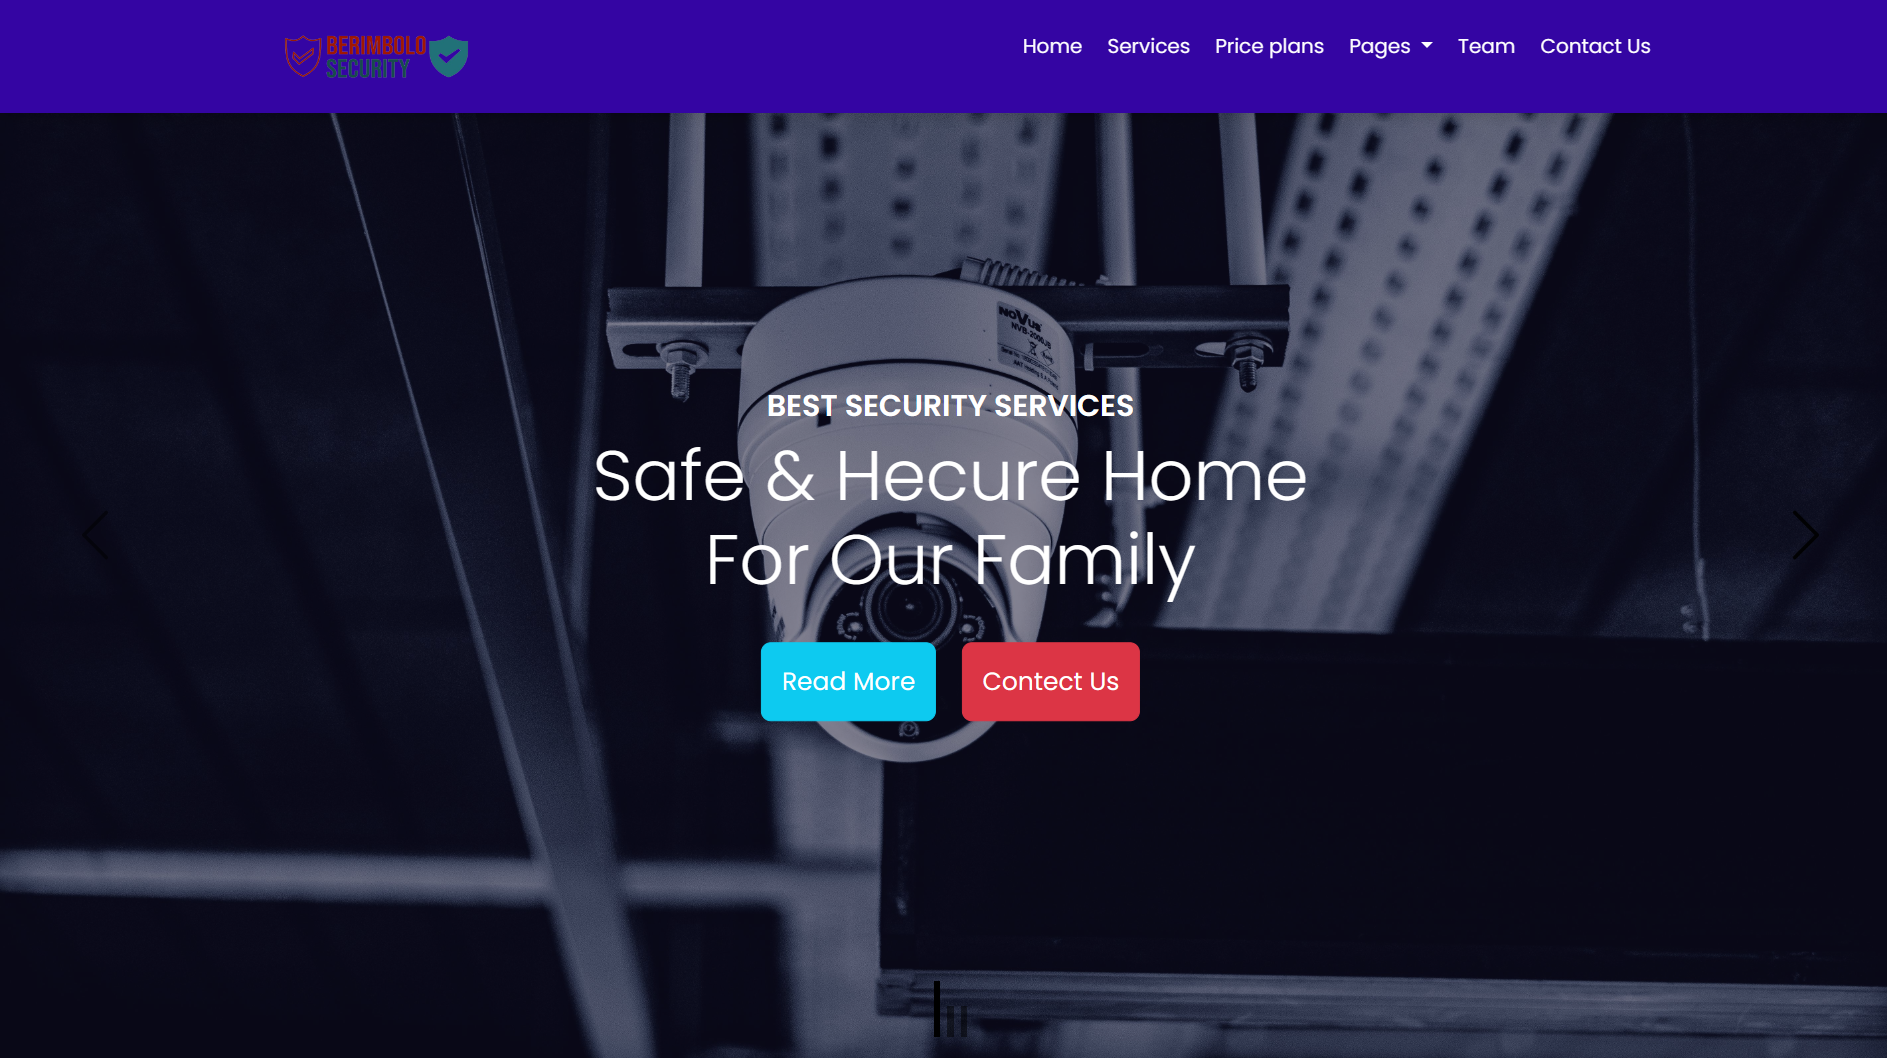 BERIMBOLO
SECURITY
Home Services Price plans Pages Team Contact Us
NOVUS
BEST SECURITY SERVICES
Safe & Hecure Home
For Our Family
Read More Contect Us